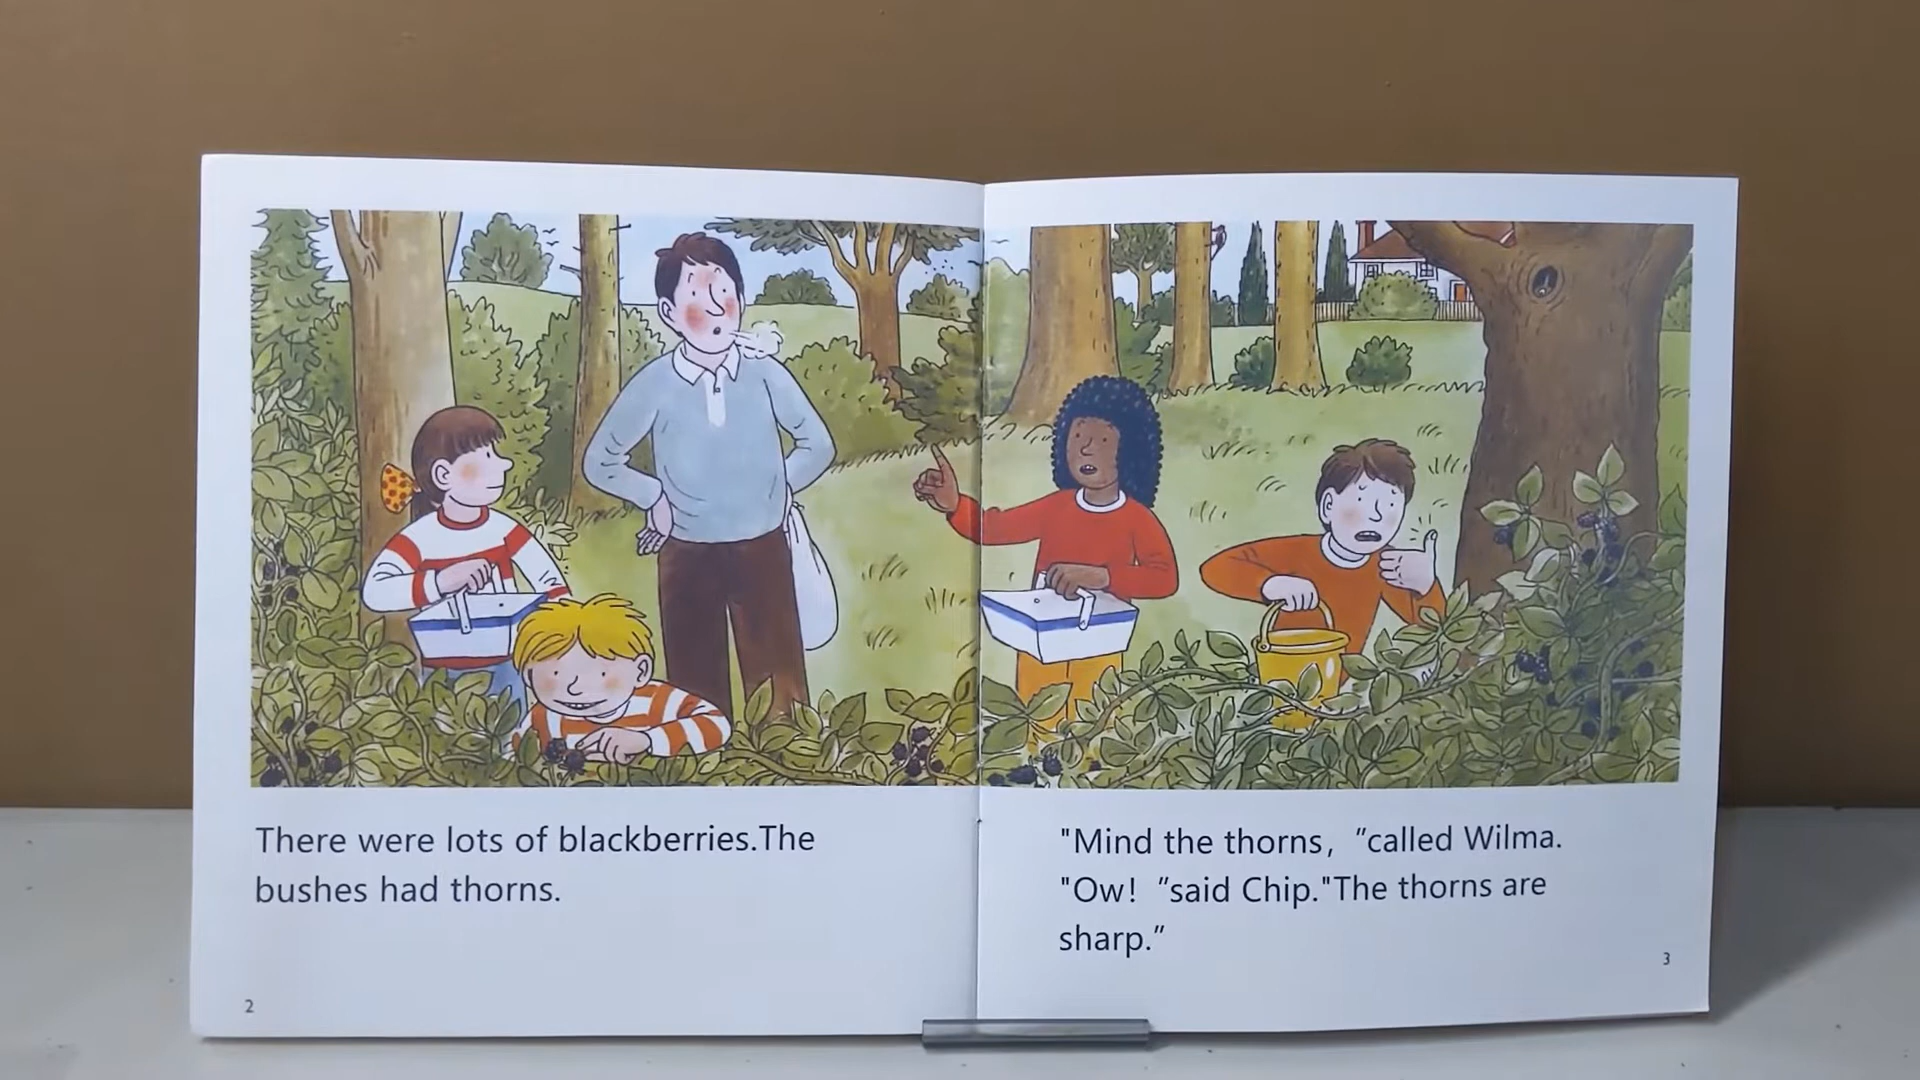 There were lots of blackberries.The
bushes had thorns.
2
"Mind the thorns, ”called Wilma.
"Ow! ”said Chip."The thorns are
sharp.”
3